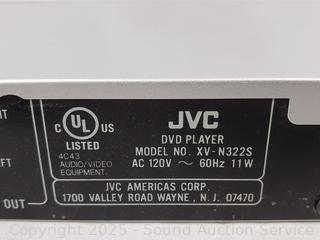 UL
C US
LISTED
4C43
AUDIO/VIDEO
EQUIPMENT.
JVC
DVD PLAYER
MODEL NO. XV-N322S
AC 120V ~ 60Hz 11W
JVC AMERICAS CORP.
1700 VALLEY ROAD WAYNE, N.J. 07470
OUT
Copyright 2025 - Sound Auction Service